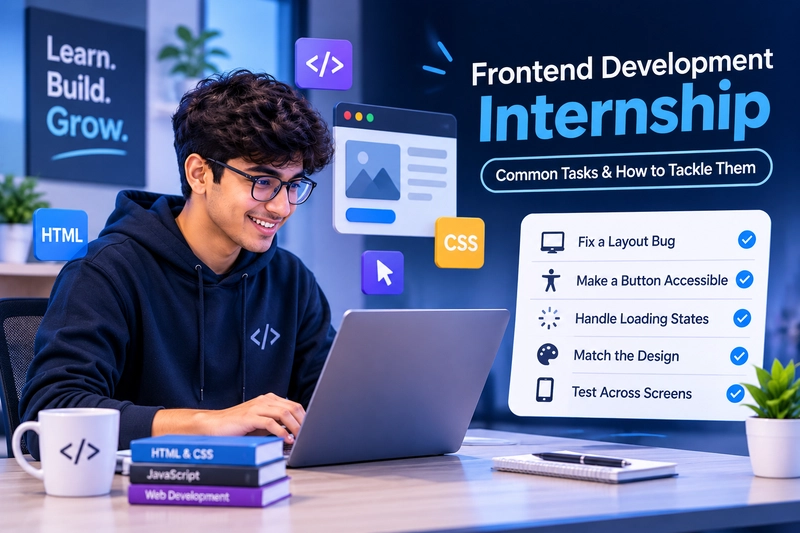 Learn.
Build.
Grow.
</>
Frontend Development
Internship
Common Tasks & How to Tackle Them
HTML
CSS
Fix a Layout Bug
Make a Button Accessible
Handle Loading States
Match the Design
Test Across Screens
</>
</>
HTML & CSS
JavaScript
Web Development